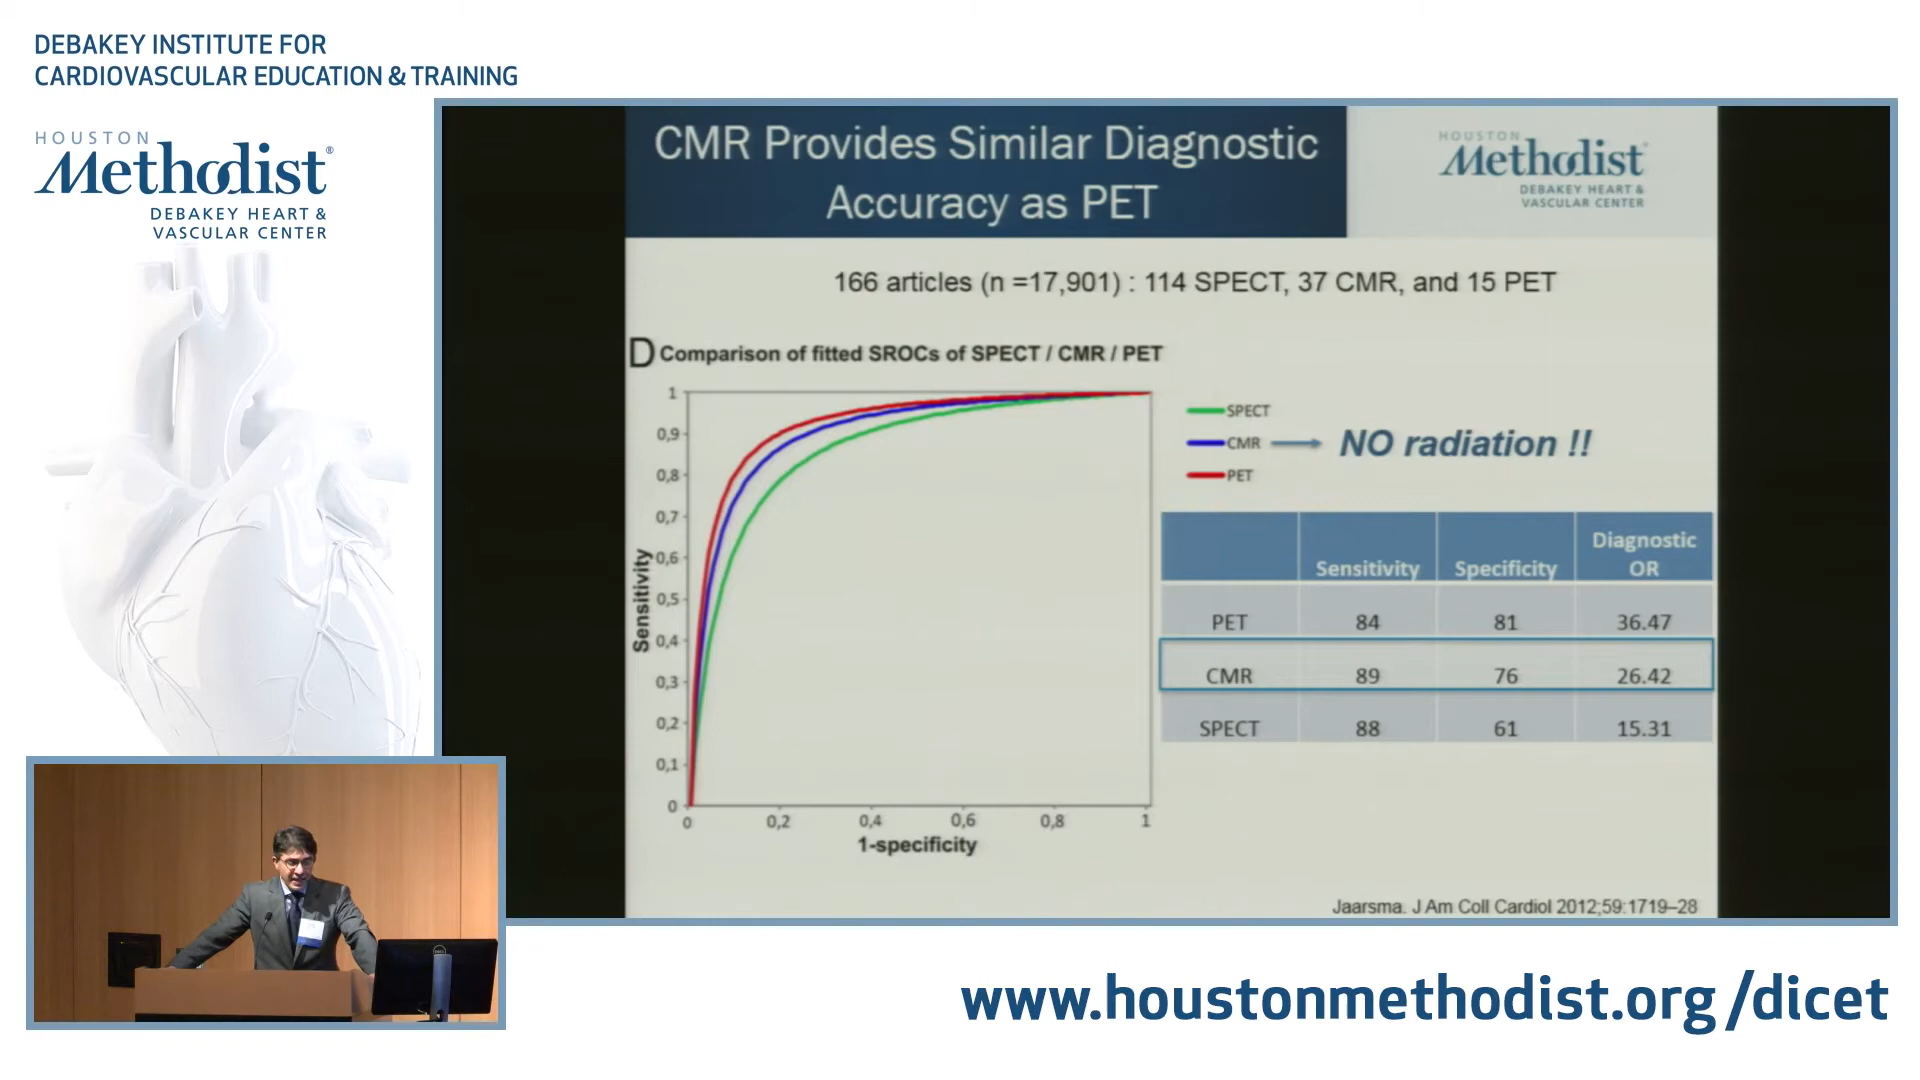 DEBAKEY INSTITUTE FOR
CARDIOVASCULAR EDUCATION & TRAINING
HOUSTON
Methodist®
DEBAKEY HEART &
VASCULAR CENTER
CMR Provides Similar Diagnostic
Accuracy as PET
HOUSTON
Methodist
DEBAKEY HEART &
VASCULAR CENTER
166 articles (n =17,901) : 114 SPECT, 37 CMR, and 15 PET
D Comparison of fitted SROCs of SPECT / CMR / PET
1
0,9
0,8
0,7
0,6
0,5
0,4
0,3
0,2
0,1
0
Sensitivity
0 0,2 0,4 0,6 0,8 1
1-specificity
SPECT
CMR NO radiation !!
PET
Sensitivity Specificity Diagnostic OR
PET 84 81 36.47
CMR 89 76 26.42
SPECT 88 61 15.31
Jaarsma. J Am Coll Cardiol 2012;59:1719–28
www.houstonmethodist.org/dicet